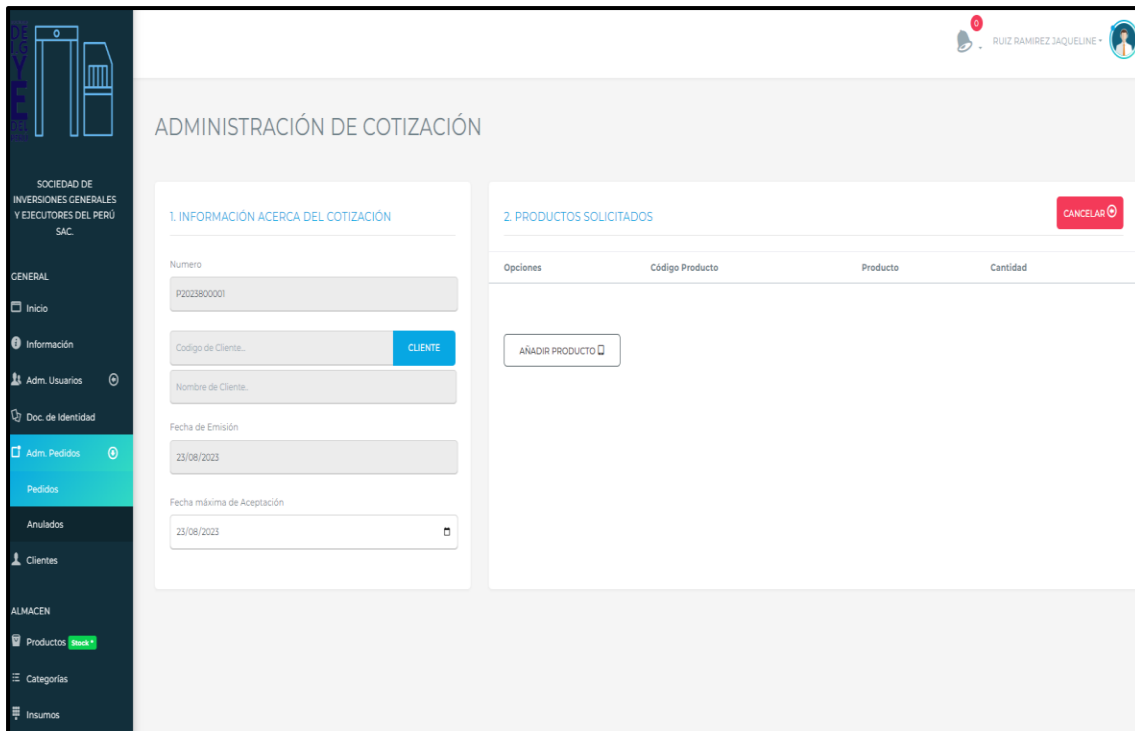 DE
I.G
Y
E
DEL
SOCIEDAD DE
INVERSIONES GENERALES
Y EJECUTORES DEL PERÚ
SAC.
GENERAL
Inicio
Información
Adm. Usuarios
Doc. de Identidad
Adm. Pedidos
Pedidos
Anulados
Clientes
ALMACEN
Productos Stock *
Categorías
Insumos
0
RUIZ RAMIREZ JAQUELINE
ADMINISTRACIÓN DE COTIZACIÓN
1. INFORMACIÓN ACERCA DEL COTIZACIÓN
Numero
P2023800001
Codigo de Cliente.. CLIENTE
Nombre de Cliente..
Fecha de Emisión
23/08/2023
Fecha máxima de Aceptación
23/08/2023
2. PRODUCTOS SOLICITADOS CANCELAR
Opciones Código Producto Producto Cantidad
AÑADIR PRODUCTO